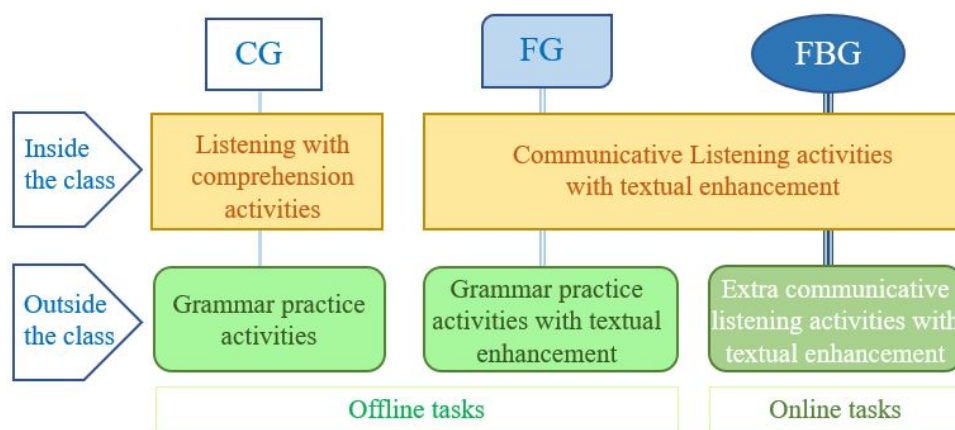 CG
FG
FBG
Inside
the class
Listening with
comprehension
activities
Communicative Listening activities
with textual enhancement
Outside
the class
Grammar practice
activities
Grammar practice
activities with textual
enhancement
Extra communicative
listening activities with
textual enhancement
Offline tasks
Online tasks